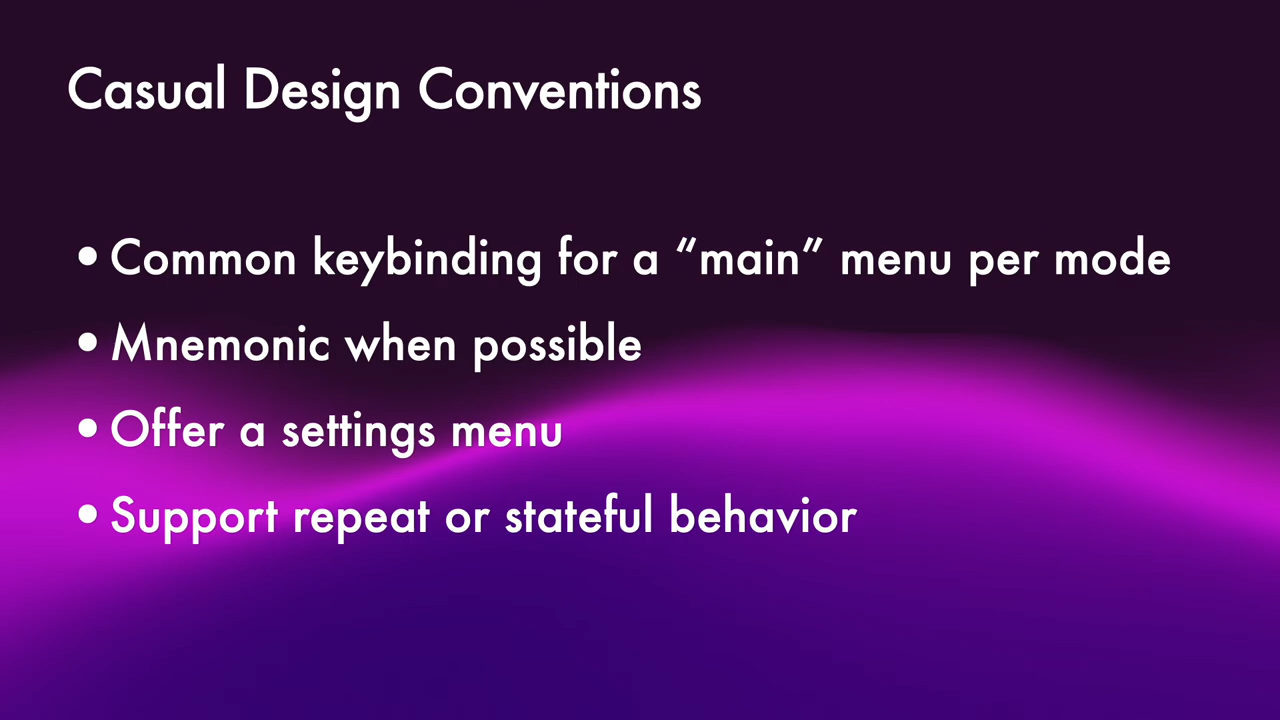 Casual Design Conventions
• Common keybinding for a “main” menu per mode
• Mnemonic when possible
• Offer a settings menu
• Support repeat or stateful behavior